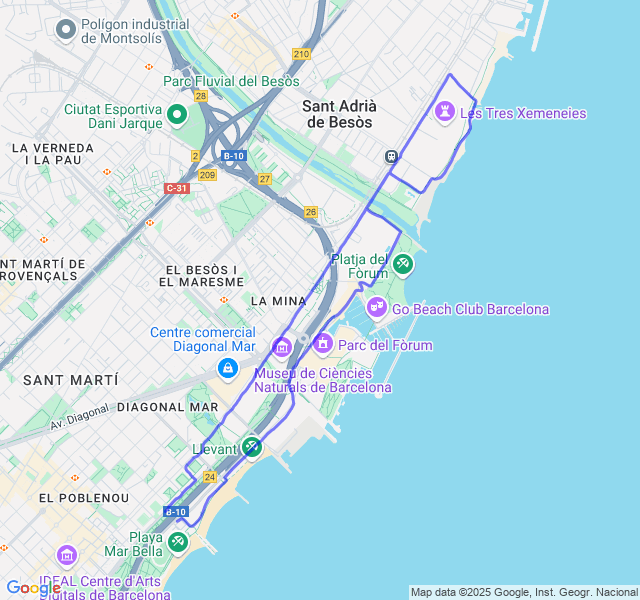 Polígon industrial
de Montsolís
210
Parc Fluvial del Besòs
28
Sant Adrià
de Besòs
Les Tres Xemeneies
Ciutat Esportiva
Dani Jarque
LA VERNEDA
I LA PAU
2
B-10
209
27
C-31
26
NT MARTÍ DE
ROVENÇALS
EL BESÒS I
EL MARESME
Platja del
Fòrum
LA MINA
Go Beach Club Barcelona
Centre comercial
Diagonal Mar
Parc del Fòrum
Museu de Ciències
Naturals de Barcelona
SANT MARTÍ
DIAGONAL MAR
Av. Diagonal
Llevant
24
EL POBLENOU
B-10
Playa
Mar Bella
IDEAL Centre d'Arts
Digitals de Barcelona
Google
Map data ©2025 Google, Inst. Geogr. Nacional